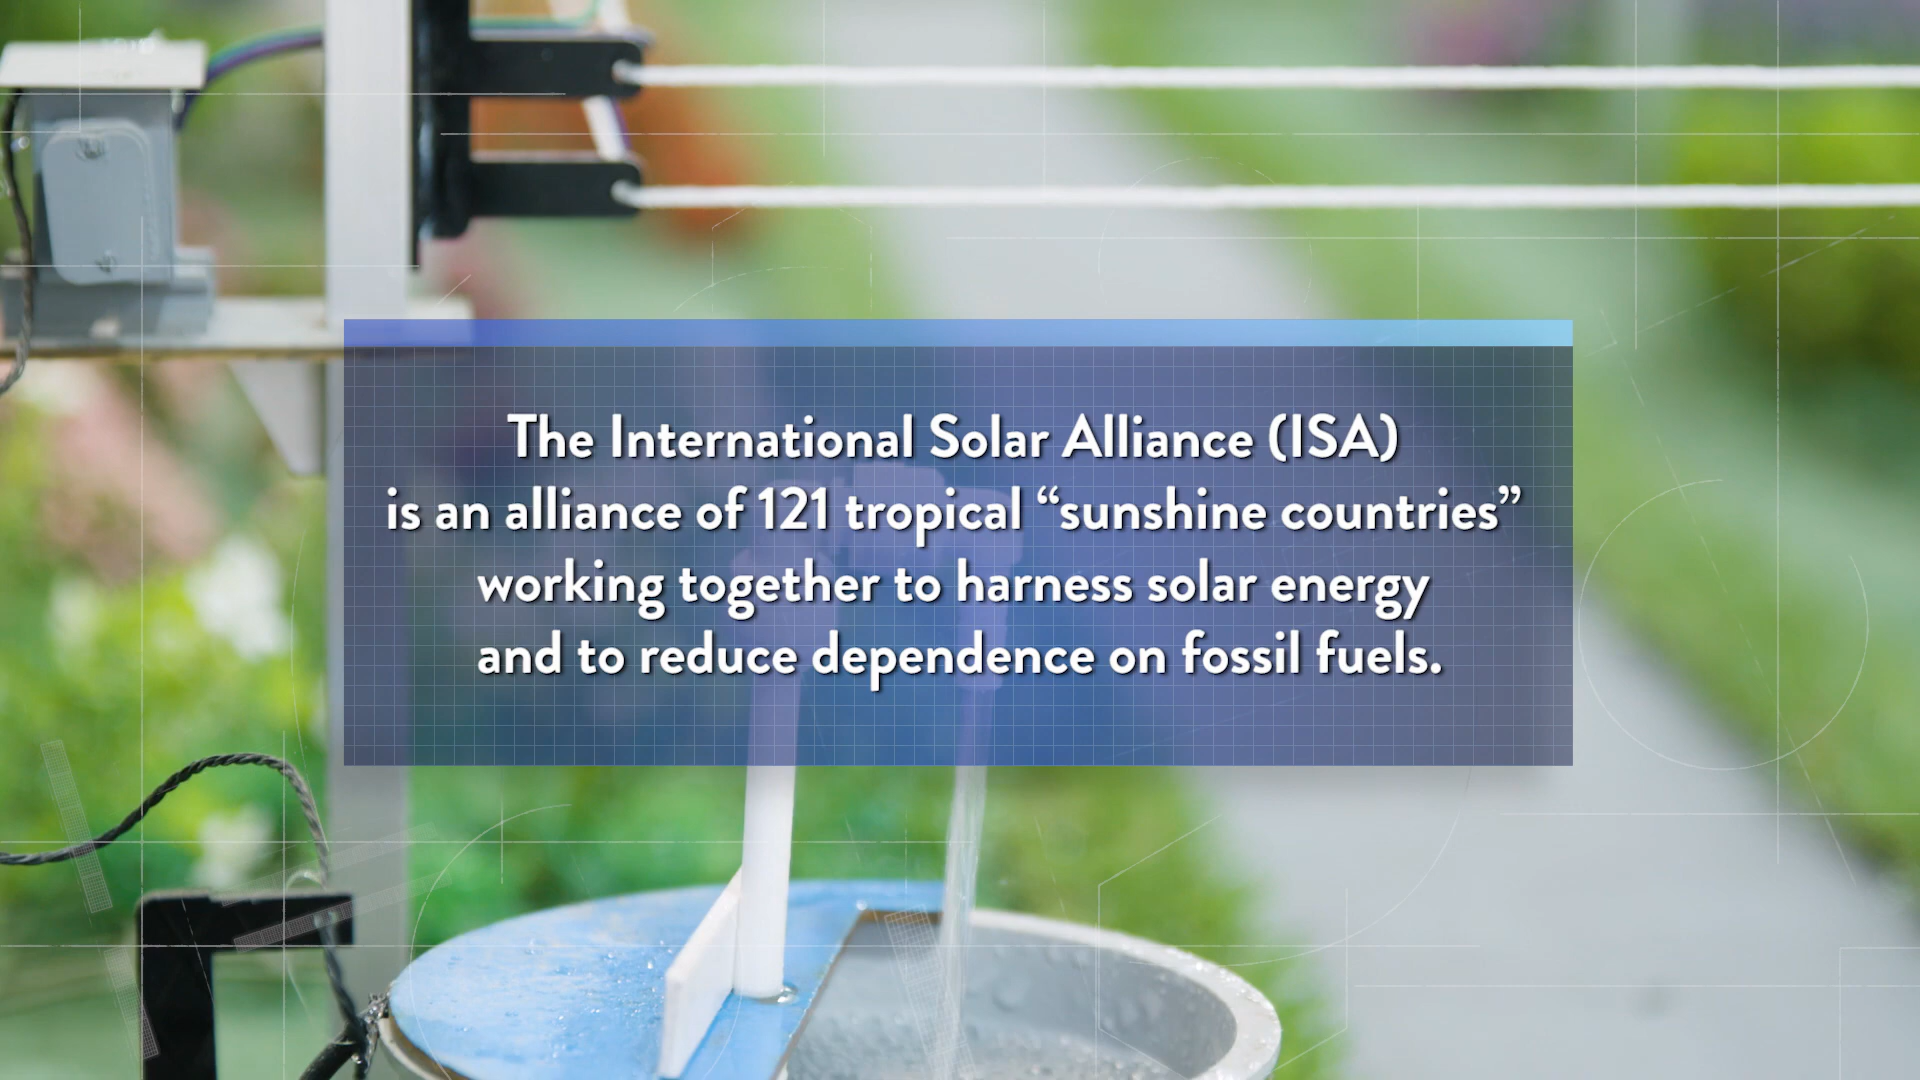 The International Solar Alliance (ISA)
is an alliance of 121 tropical “sunshine countries”
working together to harness solar energy
and to reduce dependence on fossil fuels.